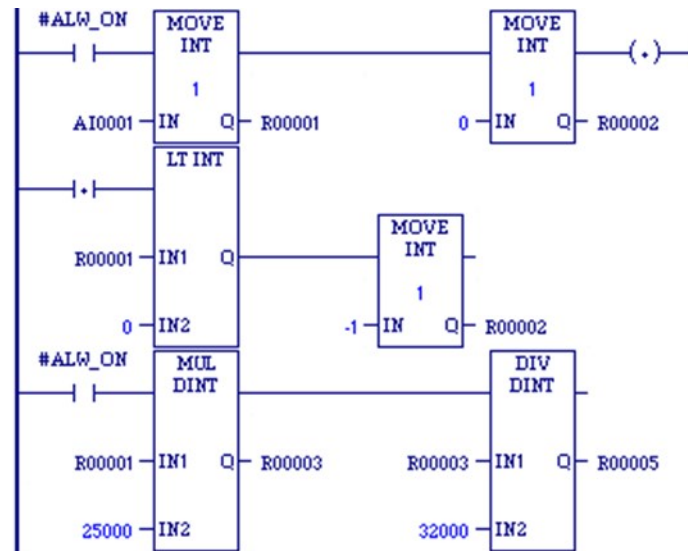 #ALW_ON
MOVE INT
1
AI0001 IN Q R00001
MOVE INT
1
0 IN Q R00002
LT INT
R00001 IN1 Q
0 IN2
MOVE INT
1
-1 IN Q R00002
#ALW_ON
MUL DINT
R00001 IN1 Q R00003
25000 IN2
DIV DINT
R00003 IN1 Q R00005
32000 IN2